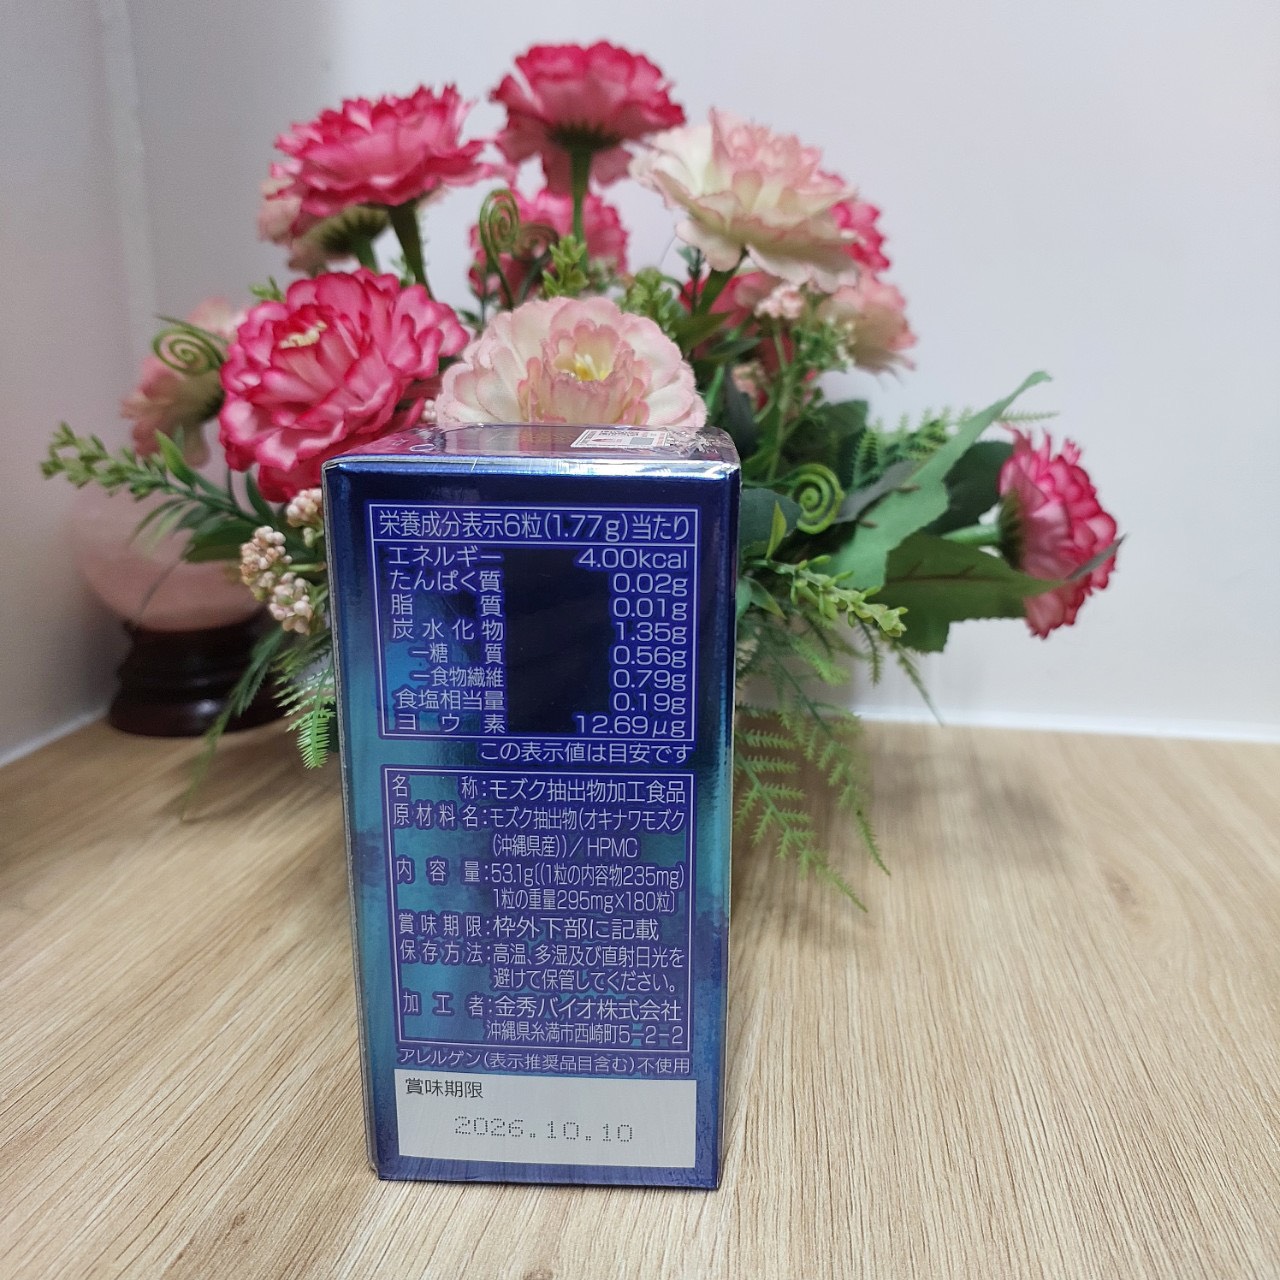 栄養成分表示6粒(1.77g)当たり
エネルギー 4.00kcal
たんぱく質 0.02g
脂質 0.01g
炭水化物 1.35g
－糖質 0.56g
－食物繊維 0.79g
食塩相当量 0.19g
ヨウ素 12.69μg
この表示値は目安です
名称：モズク抽出物加工食品
原材料名：モズク抽出物(オキナワモズク
(沖縄県産))／HPMC
内容量：53.1g〔(1粒の内容物235mg)
1粒の重量295mg×180粒〕
賞味期限：枠外下部に記載
保存方法：高温、多湿及び直射日光を
避けて保管してください。
加工者：金秀バイオ株式会社
沖縄県糸満市西崎町5-2-2
アレルゲン(表示推奨品目含む)不使用
賞味期限
2026.10.10